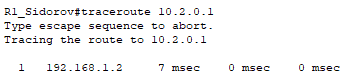 R1_Sidorov#traceroute 10.2.0.1
Type escape sequence to abort.
Tracing the route to 10.2.0.1
1 192.168.1.2 7 msec 0 msec 0 msec